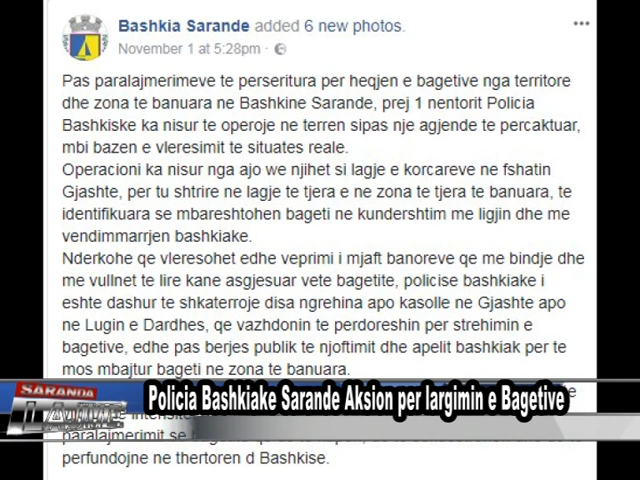 Bashkia Sarande added 6 new photos.
November 1 at 5:28pm ·
Pas paralajmerimeve te perseritura per heqjen e bagetive nga territore
dhe zona te banuara ne Bashkine Sarande, prej 1 nentorit Policia
Bashkiske ka nisur te operoje ne terren sipas nje agjende te percaktuar,
mbi bazen e vleresimit te situates reale.
Operacioni ka nisur nga ajo we njihet si lagje e korcareve ne fshatin
Gjashte, per tu shtrire ne lagje te tjera e ne zona te tjera te banuara, te
identifikuara se mbareshtohen bageti ne kundershtim me ligjin dhe me
vendimmarrjen bashkiake.
Nderkohe qe vleresohet edhe veprimi i mjaft banoreve qe me bindje dhe
me vullnet te lire kane asgjesuar vete bagetite, policise bashkiake i
eshte dashur te shkaterroje disa ngrehina apo kasolle ne Gjashte apo
ne Lugin e Dardhes, qe vazhdonin te perdoreshin per strehimin e
bagetive, edhe pas berjes publik te njoftimit dhe apelit bashkiak per te
mos mbajtur bageti ne zona te banuara.
SARANDA
Policia Bashkiake Sarande Aksion per largimin e Bagetive
paralajmerimit se
perfundojne ne thertoren d Bashkise.